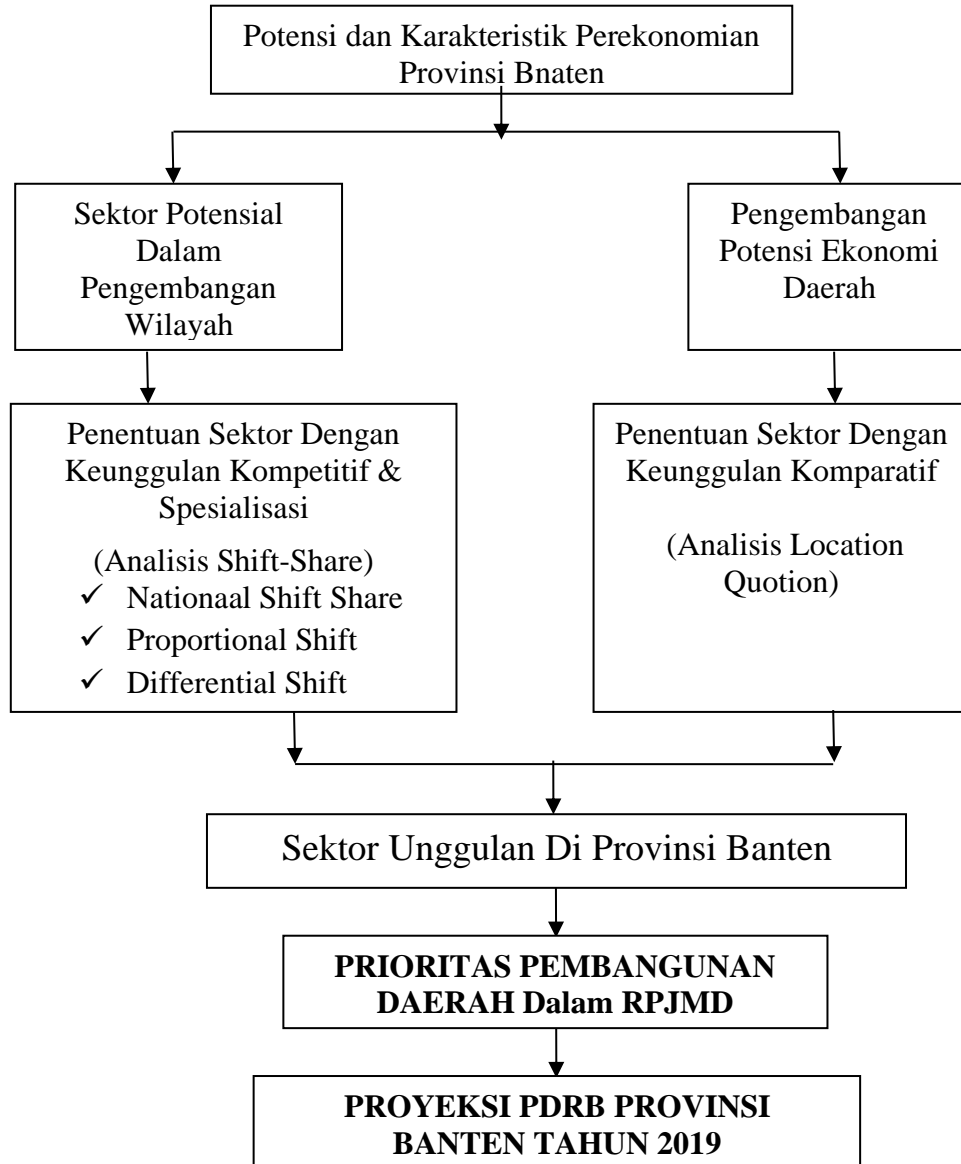 Potensi dan Karakteristik Perekonomian
Provinsi Bnaten
Sektor Potensial
Dalam
Pengembangan
Wilayah
Pengembangan
Potensi Ekonomi
Daerah
Penentuan Sektor Dengan
Keunggulan Kompetitif &
Spesialisasi
(Analisis Shift-Share)
✓ Nationaal Shift Share
✓ Proportional Shift
✓ Differential Shift
Penentuan Sektor Dengan
Keunggulan Komparatif
(Analisis Location
Quotion)
Sektor Unggulan Di Provinsi Banten
PRIORITAS PEMBANGUNAN
DAERAH Dalam RPJMD
PROYEKSI PDRB PROVINSI
BANTEN TAHUN 2019